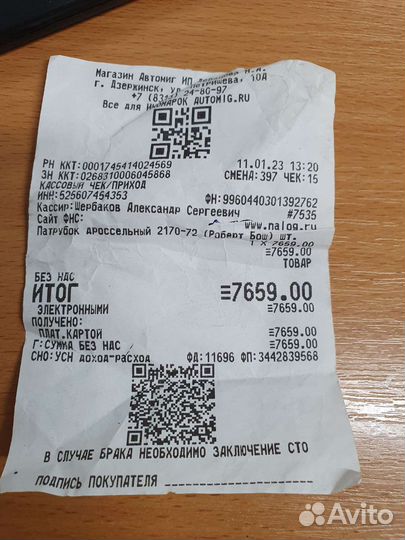 Магазин Автомиг ИП И.А.
г. Дзержинск, ул. Петрищева, 10А
+7 (8313) 24-80-97
Все для ИНОМАРОК AUTOMIG.RU
РН ККТ:0001745414024569 11.01.23 13:20
ЗН ККТ:0268310006045868 СМЕНА:397 ЧЕК:15
КАССОВЫЙ ЧЕК/ПРИХОД
ИНН:525607454353 ФН:9960440301392762
Кассир:Щербаков Александр Сергеевич #7535
Сайт ФНС: www.nalog.ru
Патрубок дроссельный 2170-72 (Роберт Бош) шт.
1 x 7659.00
ТОВАР
БЕЗ НДС ≡7659.00
ИТОГ ≡7659.00
ЭЛЕКТРОННЫМИ ≡7659.00
ПОЛУЧЕНО:
ПЛАТ.КАРТОЙ ≡7659.00
Г:СУММА БЕЗ НДС ≡7659.00
СНО:УСН доход-расход ФД:11696 ФП:3442839568
В СЛУЧАЕ БРАКА НЕОБХОДИМО ЗАКЛЮЧЕНИЕ СТО
ПОДПИСЬ ПОКУПАТЕЛЯ
Avito